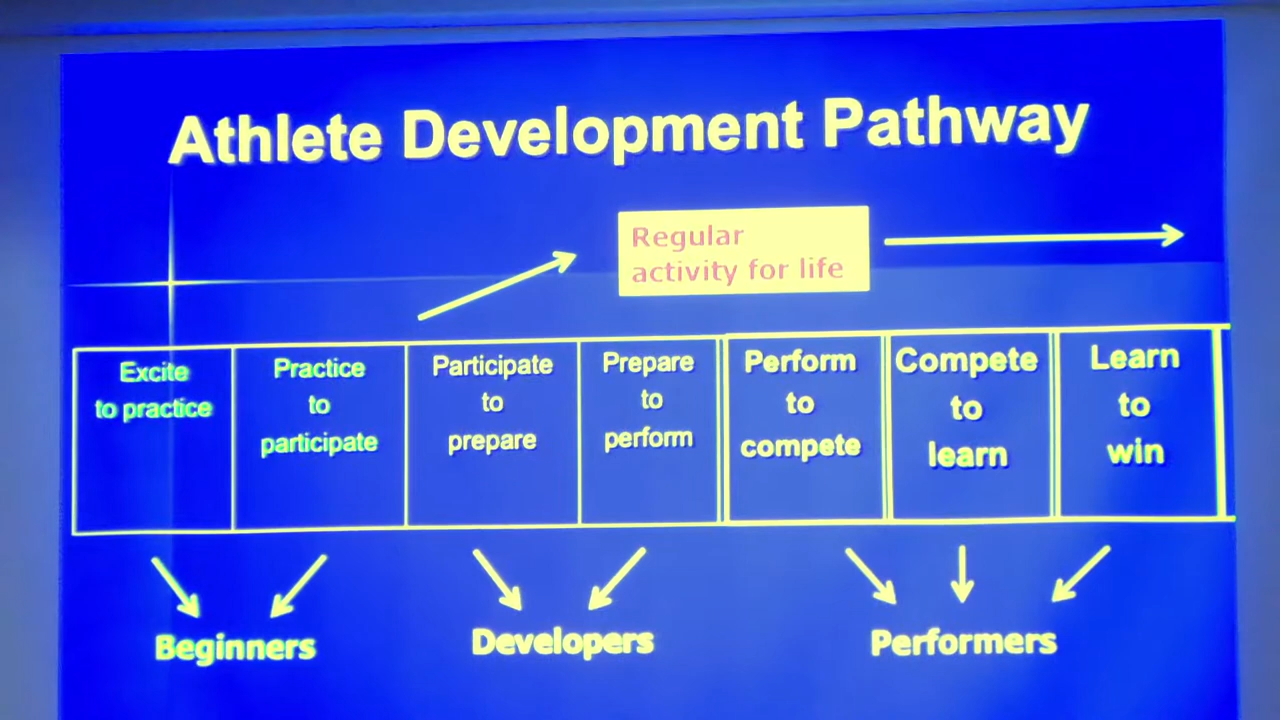 Athlete Development Pathway
Regular
activity for life
Excite
to practice
Practice
to
participate
Participate
to
prepare
Prepare
to
perform
Perform
to
compete
Compete
to
learn
Learn
to
win
Beginners
Developers
Performers